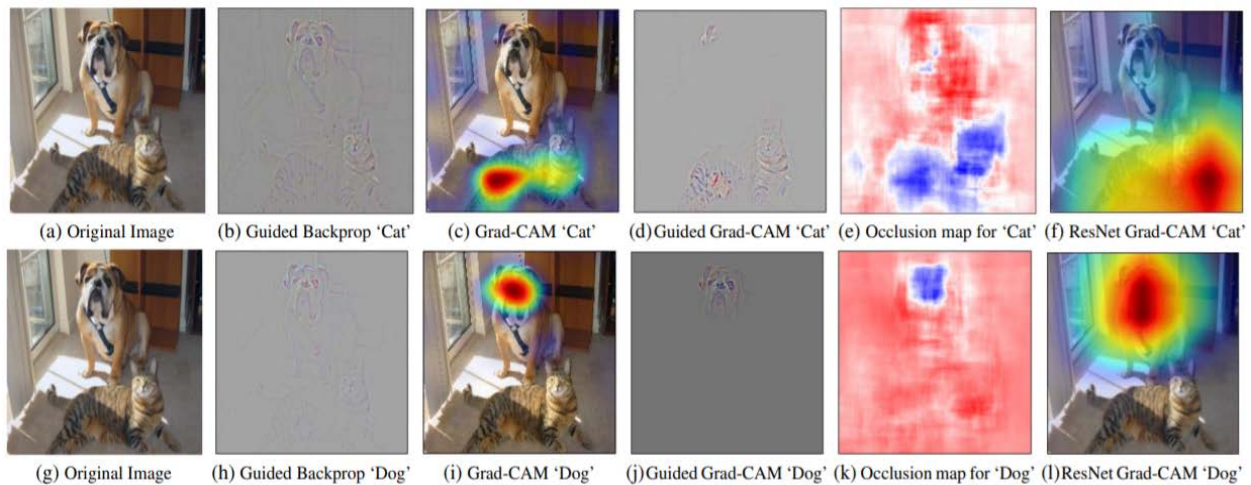 (a) Original Image (b) Guided Backprop ‘Cat’ (c) Grad-CAM ‘Cat’ (d) Guided Grad-CAM ‘Cat’ (e) Occlusion map for ‘Cat’ (f) ResNet Grad-CAM ‘Cat’
(g) Original Image (h) Guided Backprop ‘Dog’ (i) Grad-CAM ‘Dog’ (j) Guided Grad-CAM ‘Dog’ (k) Occlusion map for ‘Dog’ (l) ResNet Grad-CAM ‘Dog’